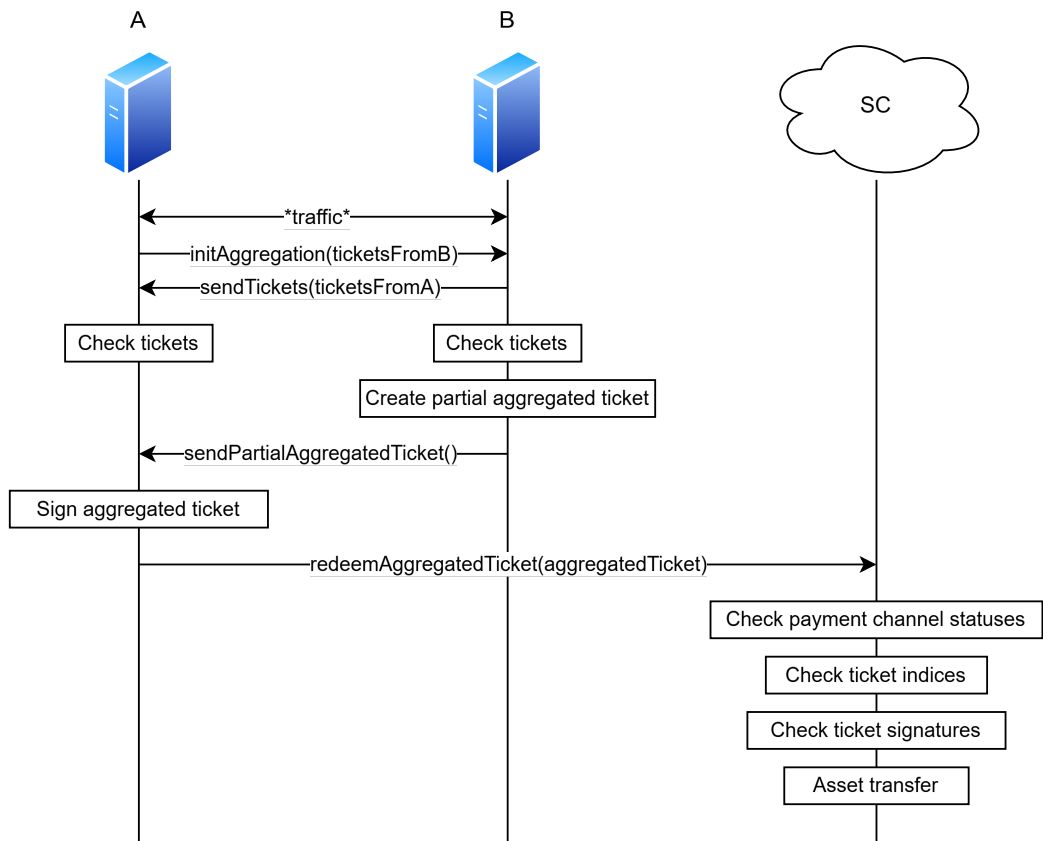 A
B
SC
*traffic*
initAggregation(ticketsFromB)
sendTickets(ticketsFromA)
Check tickets
Check tickets
Create partial aggregated ticket
sendPartialAggregatedTicket()
Sign aggregated ticket
redeemAggregatedTicket(aggregatedTicket)
Check payment channel statuses
Check ticket indices
Check ticket signatures
Asset transfer